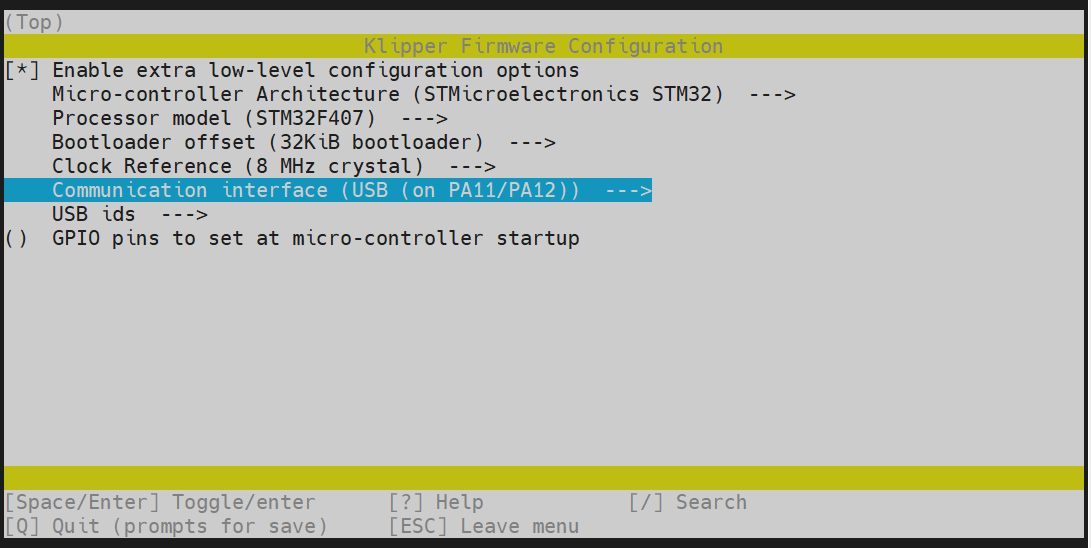 (Top)
Klipper Firmware Configuration
[*] Enable extra low-level configuration options
Micro-controller Architecture (STMicroelectronics STM32)  --->
Processor model (STM32F407)  --->
Bootloader offset (32KiB bootloader)  --->
Clock Reference (8 MHz crystal)  --->
Communication interface (USB (on PA11/PA12))  --->
USB ids  --->
()  GPIO pins to set at micro-controller startup
[Space/Enter] Toggle/enter      [?] Help            [/] Search
[Q] Quit (prompts for save)     [ESC] Leave menu